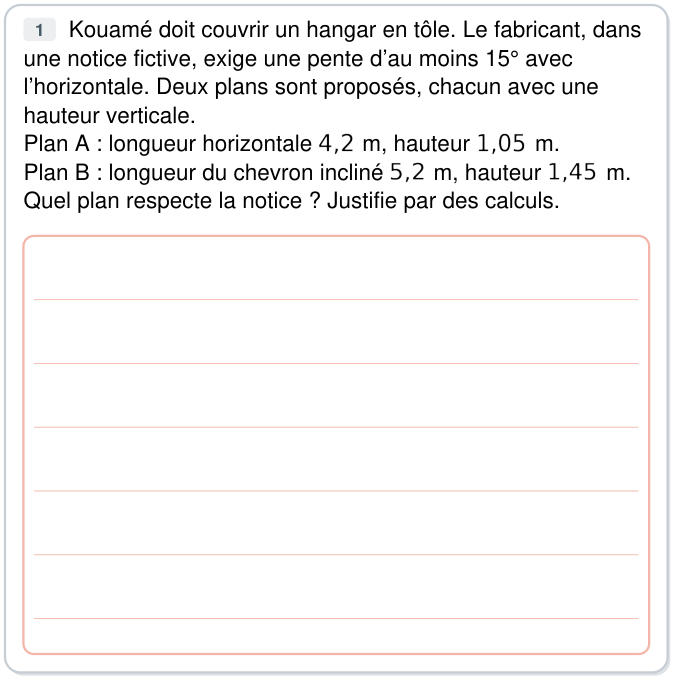 1 Kouamé doit couvrir un hangar en tôle. Le fabricant, dans
une notice fictive, exige une pente d’au moins 15° avec
l’horizontale. Deux plans sont proposés, chacun avec une
hauteur verticale.
Plan A : longueur horizontale 4,2 m, hauteur 1,05 m.
Plan B : longueur du chevron incliné 5,2 m, hauteur 1,45 m.
Quel plan respecte la notice ? Justifie par des calculs.